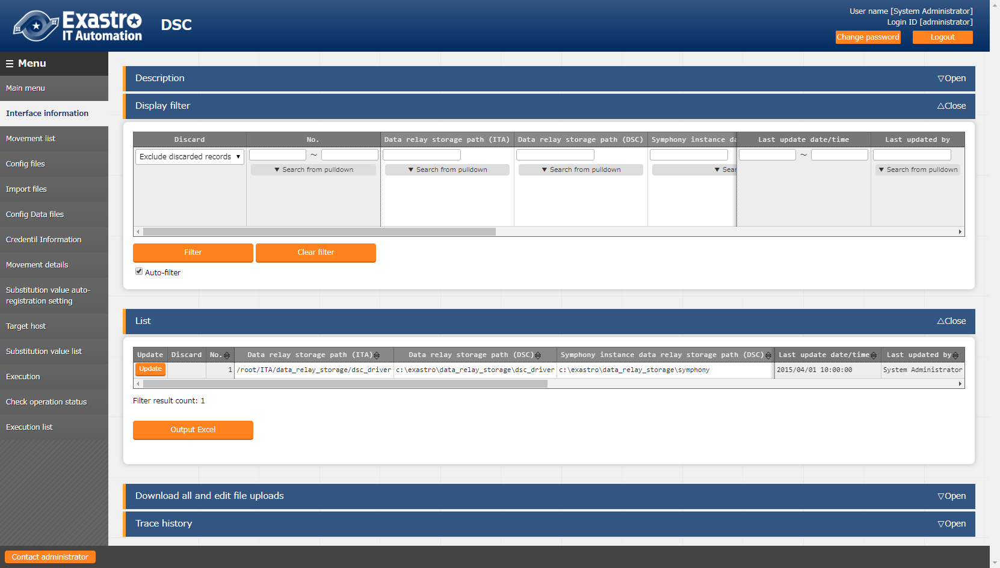 Exastro
IT Automation
DSC
User name [System Administrator]
Login ID [administrator]
Change password
Logout
Menu
Main menu
Interface information
Movement list
Config files
Import files
Config Data files
Credentil Information
Movement details
Substitution value auto-
registration setting
Target host
Substitution value list
Execution
Check operation status
Execution list
Contact administrator
Description ▽Open
Display filter △Close
Discard No. Data relay storage path (ITA) Data relay storage path (DSC) Symphony instance da Last update date/time Last updated by
Exclude discarded records ▼ ~ ~
▼ Search from pulldown ▼ Search from pulldown ▼ Search from pulldown ▼ Sear ▼ Search from pulldown
Filter Clear filter
Auto-filter
List △Close
Update Discard No. Data relay storage path (ITA) Data relay storage path (DSC) Symphony instance data relay storage path (DSC) Last update date/time Last updated by
Update 1 /root/ITA/data_relay_storage/dsc_driver c:\exastro\data_relay_storage\dsc_driver c:\exastro\data_relay_storage\symphony 2015/04/01 10:00:00 System Administrator
Filter result count: 1
Output Excel
Download all and edit file uploads ▽Open
Trace history ▽Open